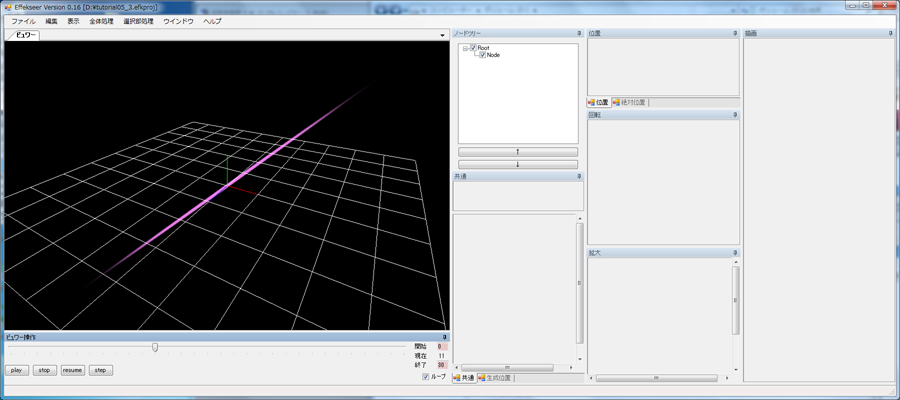 Effekseer Version 0.16 [D:¥tutorial05_3.efkproj]
ファイル 編集 表示 全体処理 選択部処理 ウインドウ ヘルプ
ビュワー
ノードツリー
Root
Node
↑
↓
共通
共通 生成位置
位置
位置 絶対位置
回転
拡大
描画
ビュワー操作
開始 0
現在 11
終了 30
play stop resume step
ループ